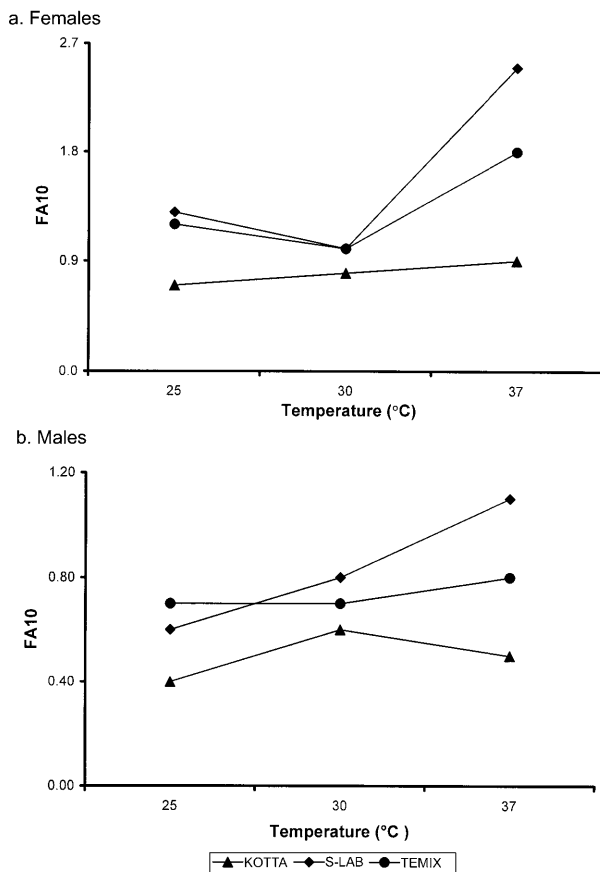 a. Females
2.7
1.8
0.9
0.0
FA10
25 30 37
Temperature (°C)
b. Males
1.20
0.80
0.40
0.00
FA10
25 30 37
Temperature (°C )
KOTTA S-LAB TEMIX